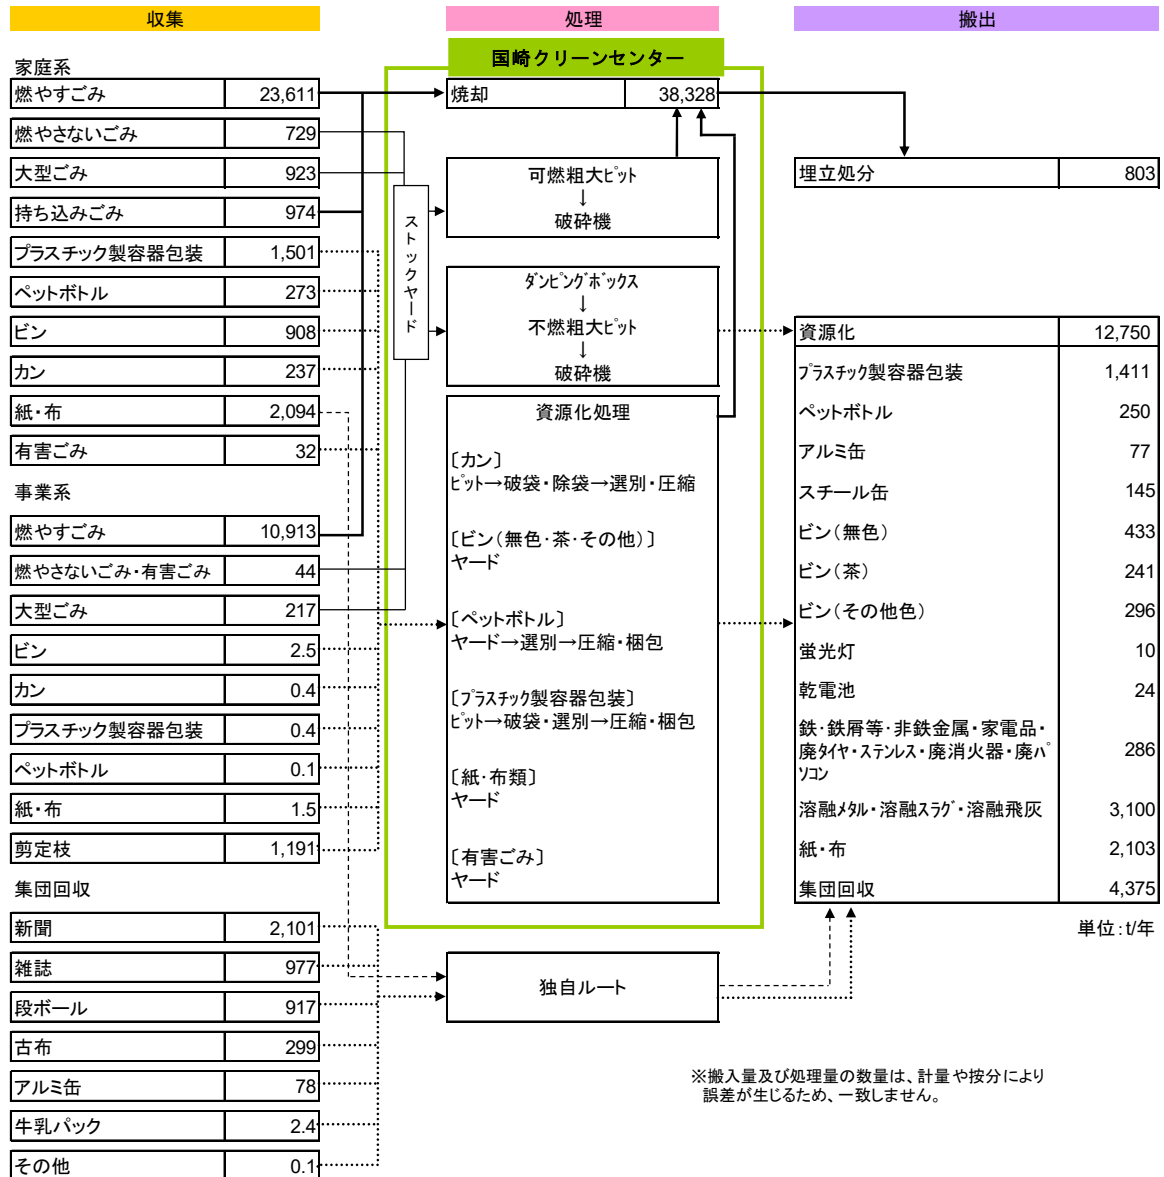 収集
処理
搬出
国崎クリーンセンター
家庭系
燃やすごみ 23,611
燃やさないごみ 729
大型ごみ 923
持ち込みごみ 974
プラスチック製容器包装 1,501
ペットボトル 273
ビン 908
カン 237
紙・布 2,094
有害ごみ 32
事業系
燃やすごみ 10,913
燃やさないごみ・有害ごみ 44
大型ごみ 217
ビン 2.5
カン 0.4
プラスチック製容器包装 0.4
ペットボトル 0.1
紙・布 1.5
剪定枝 1,191
集団回収
新聞 2,101
雑誌 977
段ボール 917
古布 299
アルミ缶 78
牛乳パック 2.4
その他 0.1
ストックヤード
焼却 38,328
可燃粗大ピット
↓
破砕機
ダンピングボックス
↓
不燃粗大ピット
↓
破砕機
資源化処理
〔カン〕
ピット→破袋・除袋→選別・圧縮
〔ビン（無色・茶・その他）〕
ヤード
〔ペットボトル〕
ヤード→選別→圧縮・梱包
〔プラスチック製容器包装〕
ピット→破袋・選別→圧縮・梱包
〔紙・布類〕
ヤード
〔有害ごみ〕
ヤード
独自ルート
埋立処分 803
資源化 12,750
プラスチック製容器包装 1,411
ペットボトル 250
アルミ缶 77
スチール缶 145
ビン（無色） 433
ビン（茶） 241
ビン（その他色） 296
蛍光灯 10
乾電池 24
鉄・鉄屑等・非鉄金属・家電品・
廃タイヤ・ステンレス・廃消火器・廃パ 286
ソコン
溶融メタル・溶融スラグ・溶融飛灰 3,100
紙・布 2,103
集団回収 4,375
単位：t/年
※搬入量及び処理量の数量は、計量や按分により
誤差が生じるため、一致しません。